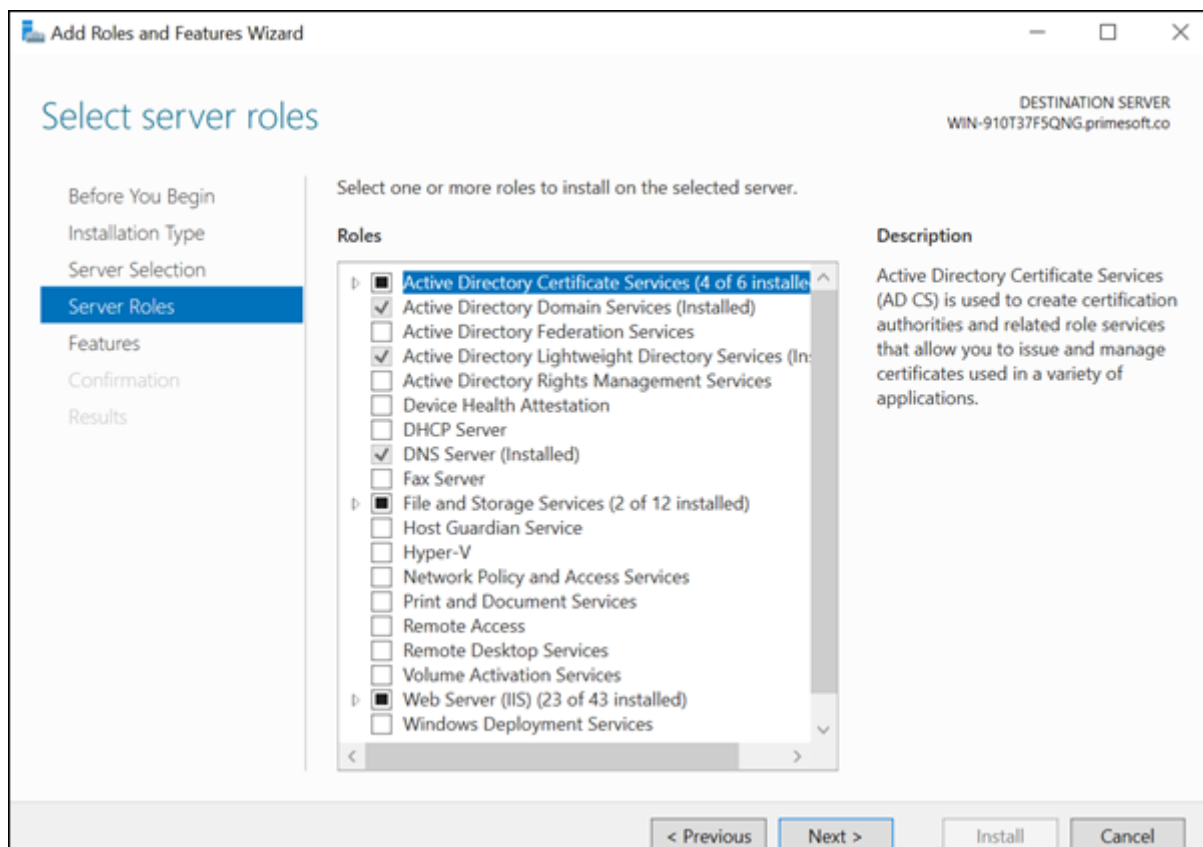 Add Roles and Features Wizard
Select server roles
DESTINATION SERVER
WIN-910T37F5QNG.primesoft.co
Before You Begin
Installation Type
Server Selection
Server Roles
Features
Confirmation
Results
Select one or more roles to install on the selected server.
Roles
Active Directory Certificate Services (4 of 6 installe
Active Directory Domain Services (Installed)
Active Directory Federation Services
Active Directory Lightweight Directory Services (In
Active Directory Rights Management Services
Device Health Attestation
DHCP Server
DNS Server (Installed)
Fax Server
File and Storage Services (2 of 12 installed)
Host Guardian Service
Hyper-V
Network Policy and Access Services
Print and Document Services
Remote Access
Remote Desktop Services
Volume Activation Services
Web Server (IIS) (23 of 43 installed)
Windows Deployment Services
Description
Active Directory Certificate Services
(AD CS) is used to create certification
authorities and related role services
that allow you to issue and manage
certificates used in a variety of
applications.
< Previous
Next >
Install
Cancel